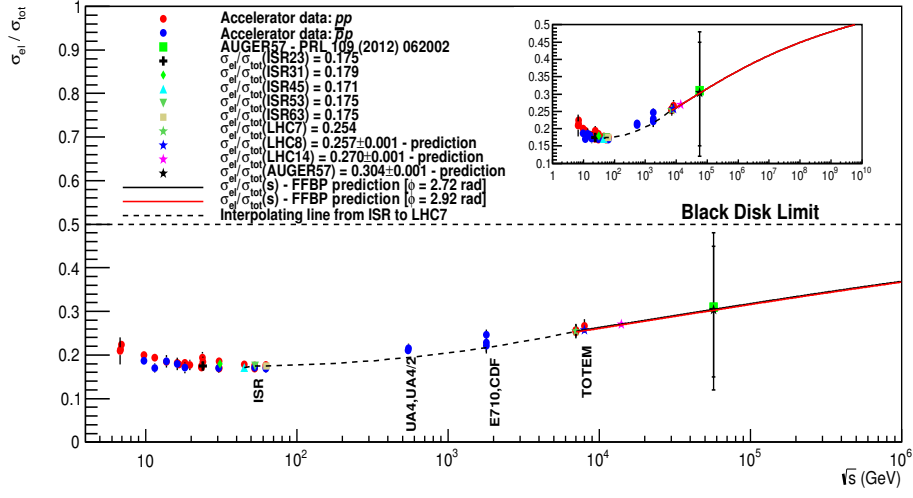 σel / σtot
1
0.9
0.8
0.7
0.6
0.5
0.4
0.3
0.2
0.1
0
Accelerator data: pp
Accelerator data: p̄p
AUGER57 - PRL 109 (2012) 062002
σel/σtot(ISR23) = 0.175
σel/σtot(ISR31) = 0.179
σel/σtot(ISR45) = 0.171
σel/σtot(ISR53) = 0.175
σel/σtot(ISR63) = 0.175
σel/σtot(LHC7) = 0.254
σel/σtot(LHC8) = 0.257±0.001 - prediction
σel/σtot(LHC14) = 0.270±0.001 - prediction
σel/σtot(AUGER57) = 0.304±0.001 - prediction
σel/σtot(s) - FFBP prediction [ϕ = 2.72 rad]
σel/σtot(s) - FFBP prediction [ϕ = 2.92 rad]
Interpolating line from ISR to LHC7
0.5
0.45
0.4
0.35
0.3
0.25
0.2
0.15
0.1
1 10 10² 10³ 10⁴ 10⁵ 10⁶ 10⁷ 10⁸ 10⁹ 10¹⁰
Black Disk Limit
ISR
UA4,UA4/2
E710,CDF
TOTEM
10 10² 10³ 10⁴ 10⁵ 10⁶
√s (GeV)